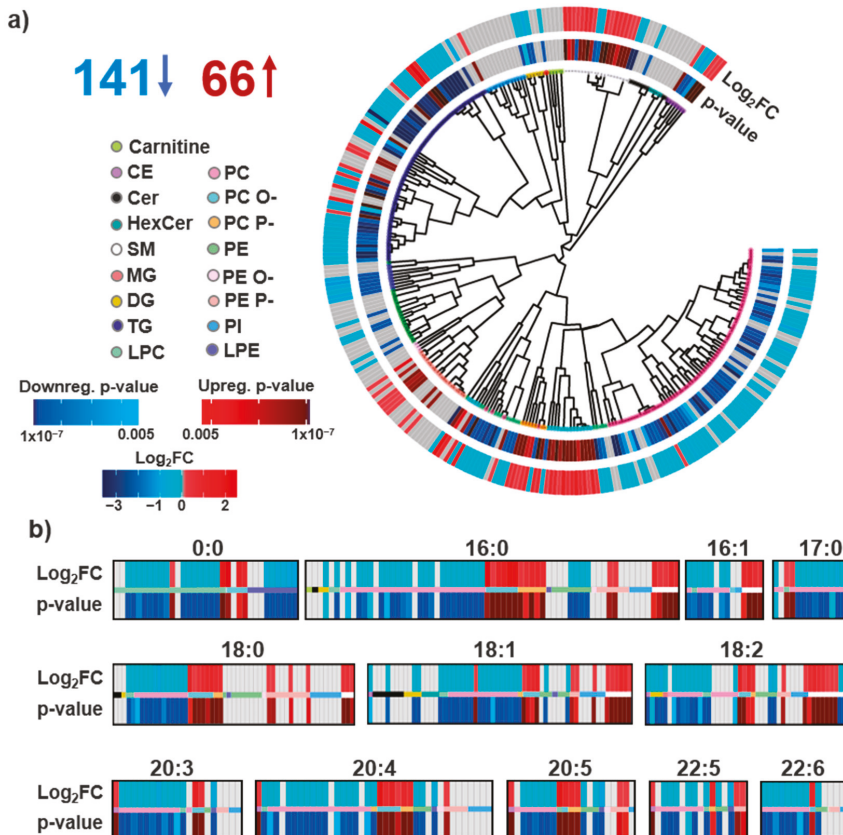 a)
141↓ 66↑
Log₂FC
p-value
Carnitine
CE
Cer
HexCer
SM
MG
DG
TG
LPC
PC
PC O-
PC P-
PE
PE O-
PE P-
PI
LPE
Downreg. p-value
1x10⁻⁷ 0.005
Upreg. p-value
0.005 1x10⁻⁷
Log₂FC
−3 −1 0 2
b)
0:0 16:0 16:1 17:0
Log₂FC
p-value
18:0 18:1 18:2
Log₂FC
p-value
20:3 20:4 20:5 22:5 22:6
Log₂FC
p-value